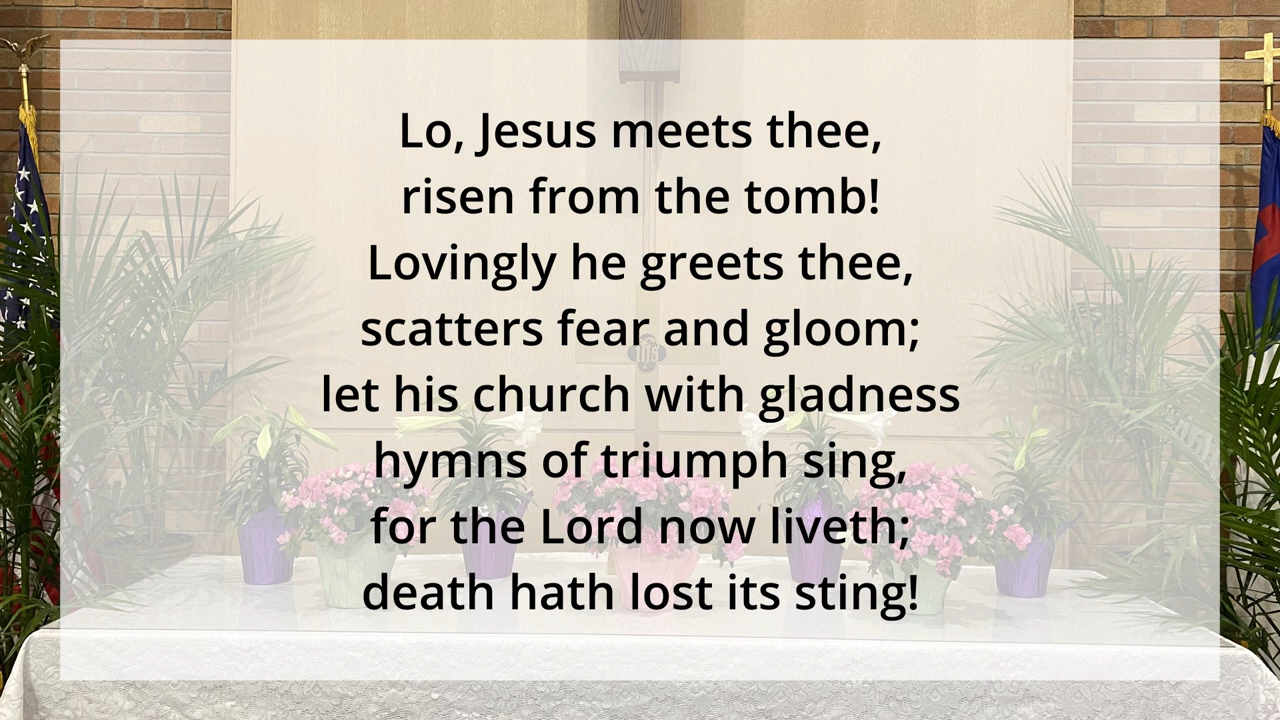 Lo, Jesus meets thee,
risen from the tomb!
Lovingly he greets thee,
scatters fear and gloom;
let his church with gladness
hymns of triumph sing,
for the Lord now liveth;
death hath lost its sting!
IHS